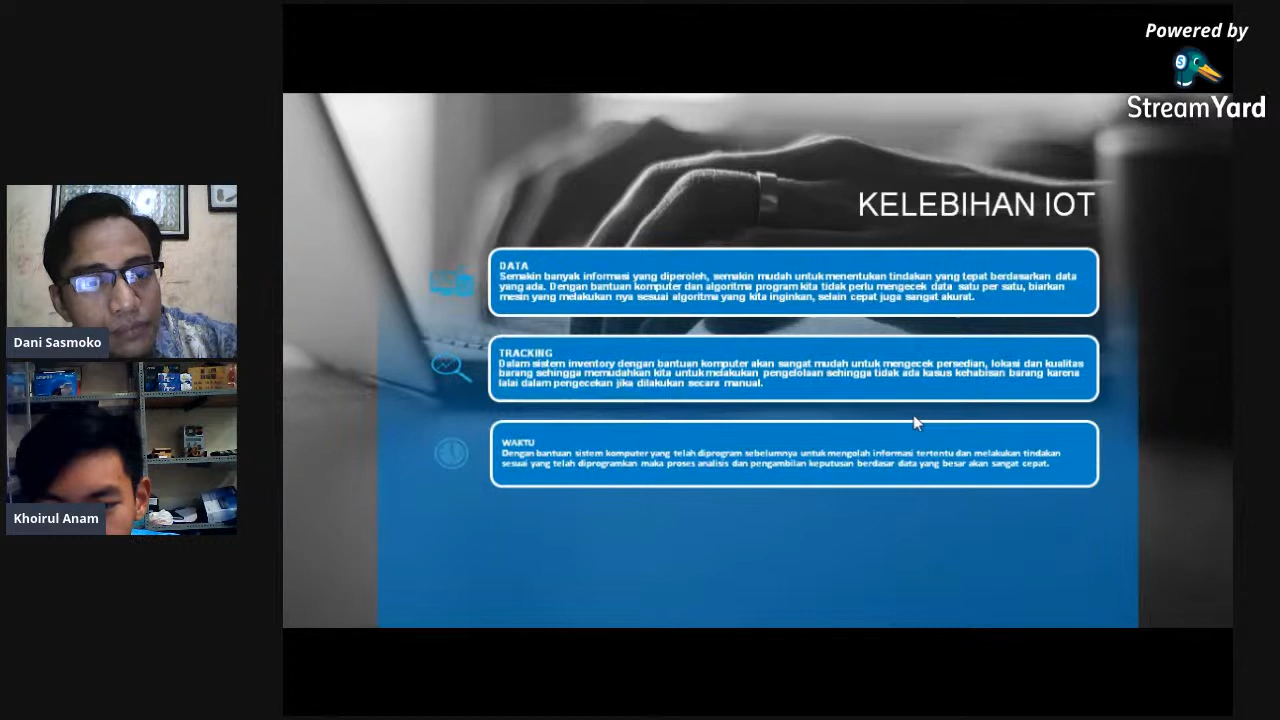 Powered by
StreamYard
KELEBIHAN IOT
DATA
Semakin banyak informasi yang diperoleh, semakin mudah untuk menentukan tindakan yang tepat berdasarkan data
yang ada. Dengan bantuan komputer dan algoritma program kita tidak perlu mengecek data satu per satu, biarkan
mesin yang melakukan nya sesuai algoritma yang kita inginkan, selain cepat juga sangat akurat.
TRACKING
Dalam sistem inventory dengan bantuan komputer akan sangat mudah untuk mengecek persedian, lokasi dan kualitas
barang sehingga memudahkan kita untuk melakukan pengelolaan sehingga tidak ada kasus kehabisan barang karena
lalai dalam pengecekan jika dilakukan secara manual.
WAKTU
Dengan bantuan sistem komputer yang telah diprogram sebelumnya untuk mengolah informasi tertentu dan melakukan tindakan
sesuai yang telah diprogramkan maka proses analisis dan pengambilan keputusan berdasar data yang besar akan sangat cepat.
Dani Sasmoko
Khoirul Anam